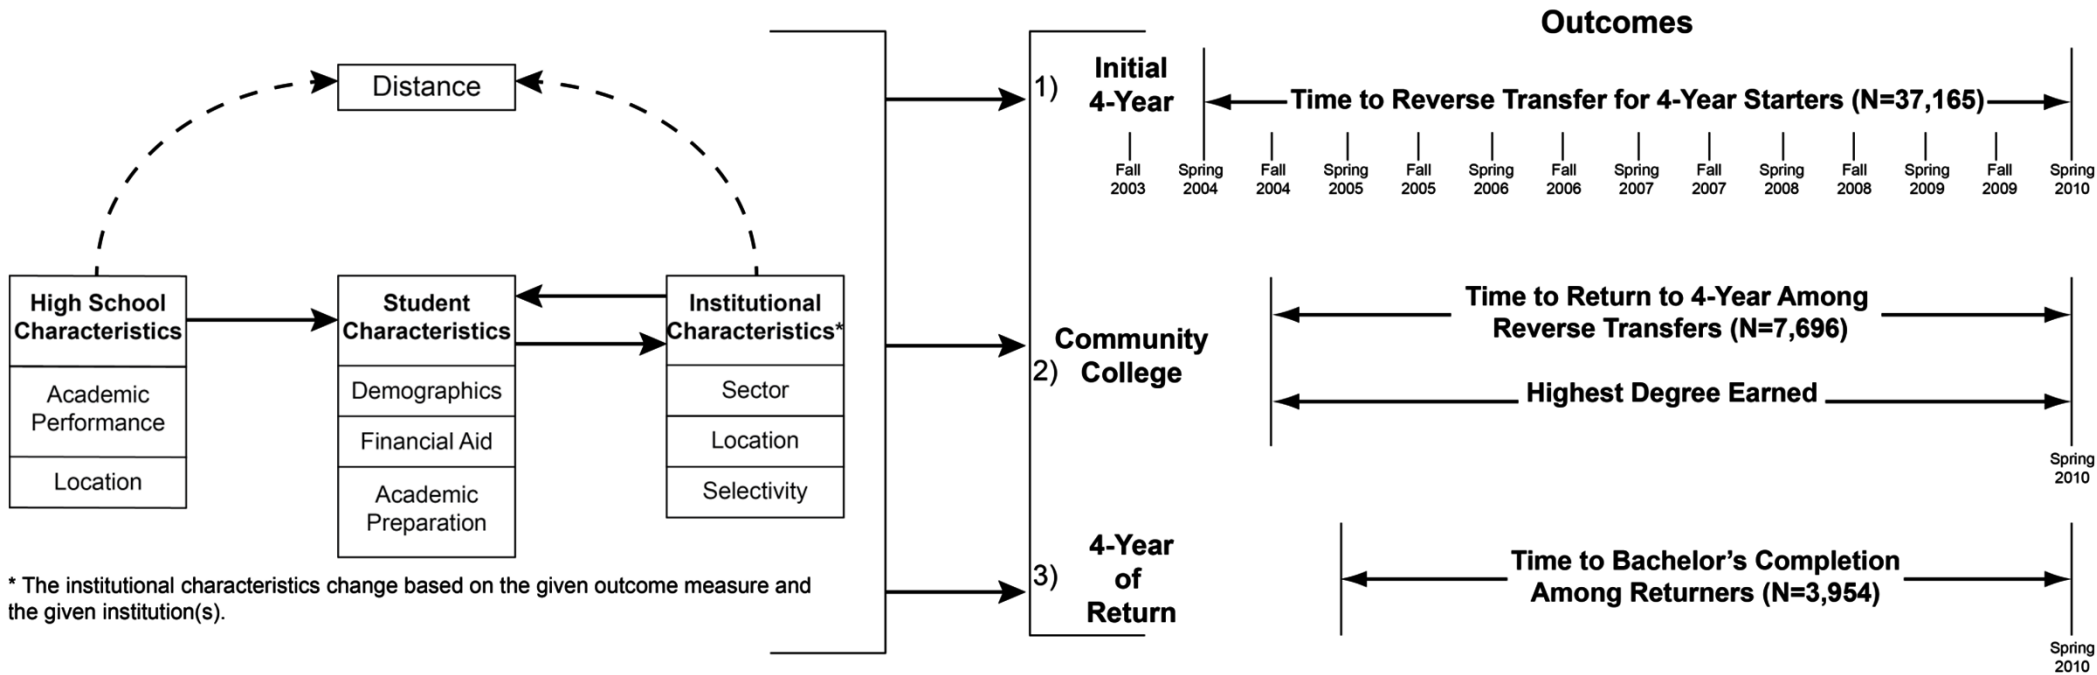 Distance
High School
Characteristics
Academic
Performance
Location
Student
Characteristics
Demographics
Financial Aid
Academic
Preparation
Institutional
Characteristics*
Sector
Location
Selectivity
* The institutional characteristics change based on the given outcome measure and
the given institution(s).
Outcomes
1) Initial
4-Year
Time to Reverse Transfer for 4-Year Starters (N=37,165)
Fall
2003
Spring
2004
Fall
2004
Spring
2005
Fall
2005
Spring
2006
Fall
2006
Spring
2007
Fall
2007
Spring
2008
Fall
2008
Spring
2009
Fall
2009
Spring
2010
2) Community
College
Time to Return to 4-Year Among
Reverse Transfers (N=7,696)
Highest Degree Earned
Spring
2010
3) 4-Year
of
Return
Time to Bachelor’s Completion
Among Returners (N=3,954)
Spring
2010